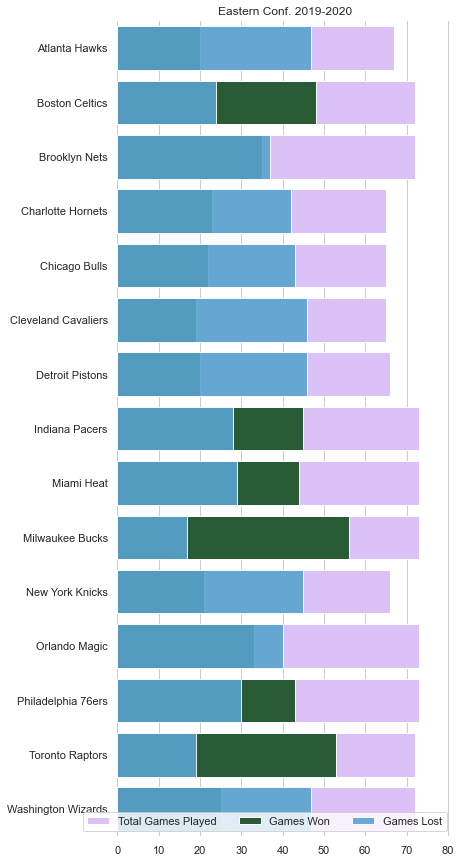 Eastern Conf. 2019-2020
Atlanta Hawks
Boston Celtics
Brooklyn Nets
Charlotte Hornets
Chicago Bulls
Cleveland Cavaliers
Detroit Pistons
Indiana Pacers
Miami Heat
Milwaukee Bucks
New York Knicks
Orlando Magic
Philadelphia 76ers
Toronto Raptors
Washington Wizards
Total Games Played Games Won Games Lost
0 10 20 30 40 50 60 70 80